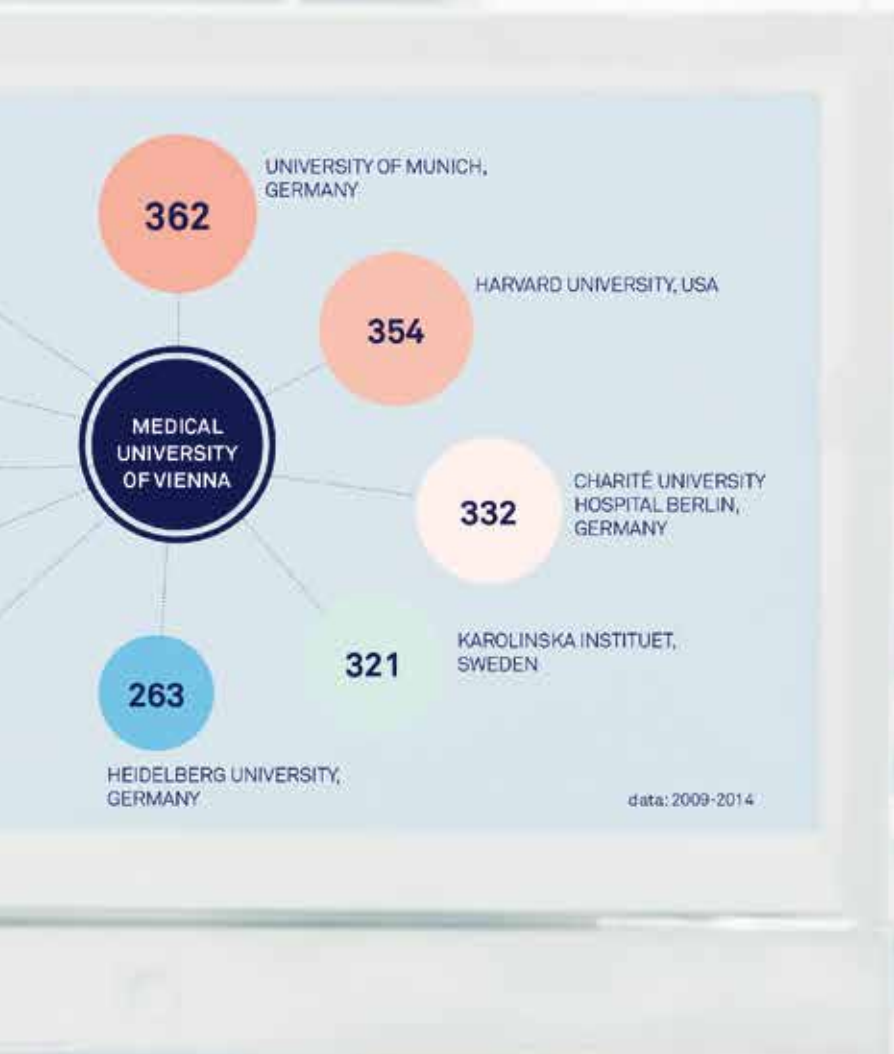 362
UNIVERSITY OF MUNICH,
GERMANY
354
HARVARD UNIVERSITY, USA
MEDICAL
UNIVERSITY
OF VIENNA
332
CHARITÉ UNIVERSITY
HOSPITAL BERLIN,
GERMANY
321
KAROLINSKA INSTITUET,
SWEDEN
263
HEIDELBERG UNIVERSITY,
GERMANY
data: 2009-2014